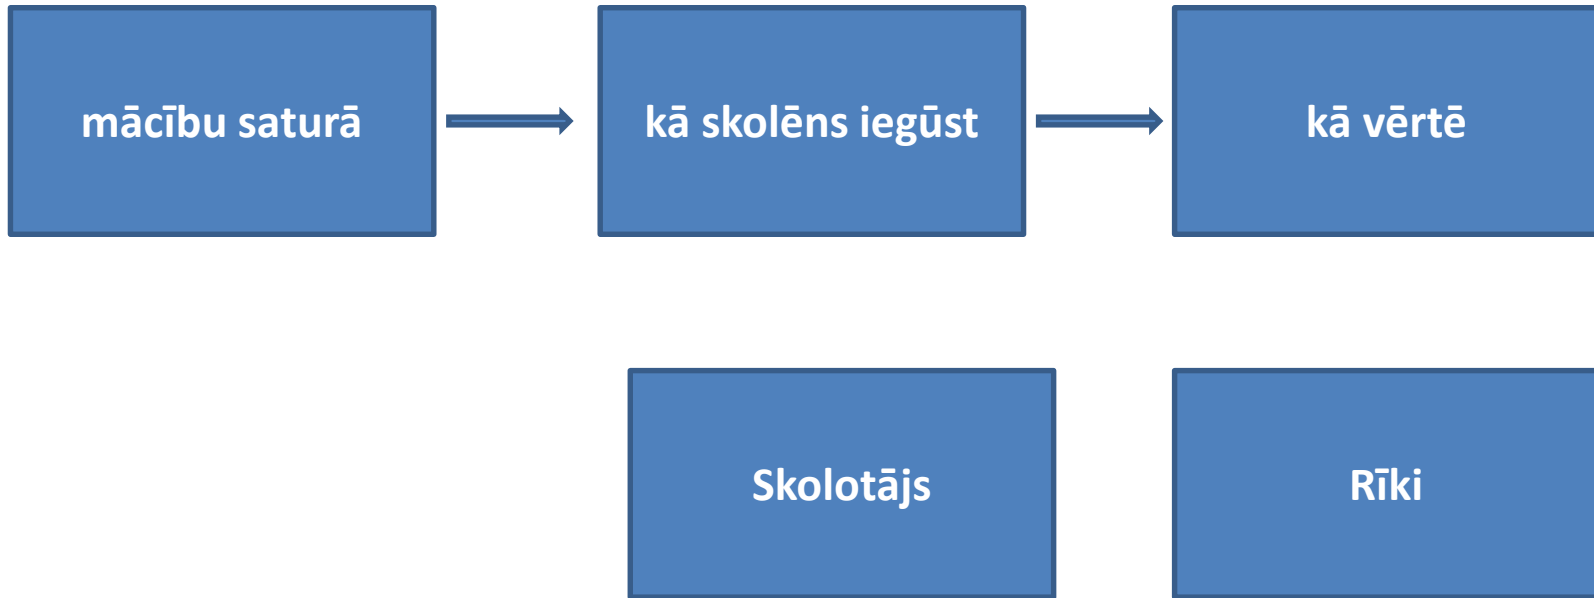 mācību saturā
kā skolēns iegūst
kā vērtē
Skolotājs
Rīki